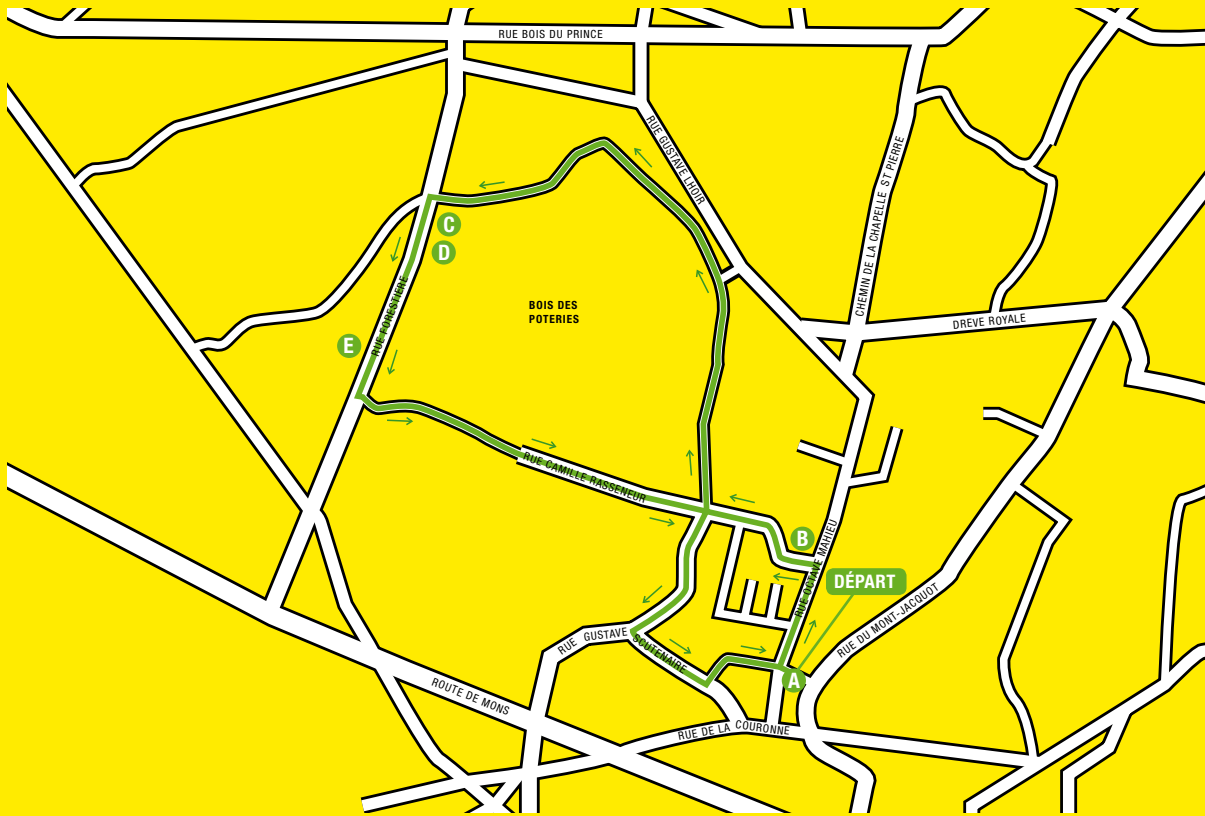 RUE BOIS DU PRINCE
RUE GUSTAVE LHOIR
CHEMIN DE LA CHAPELLE ST PIERRE
C
D
BOIS DES
POTERIES
DREVE ROYALE
RUE FORESTIERE
E
RUE CAMILLE RASSENEUR
B
RUE OCTAVE MAHIEU
DÉPART
RUE DU MONT-JACQUOT
RUE GUSTAVE SCUTENAIRE
A
ROUTE DE MONS
RUE DE LA COURONNE